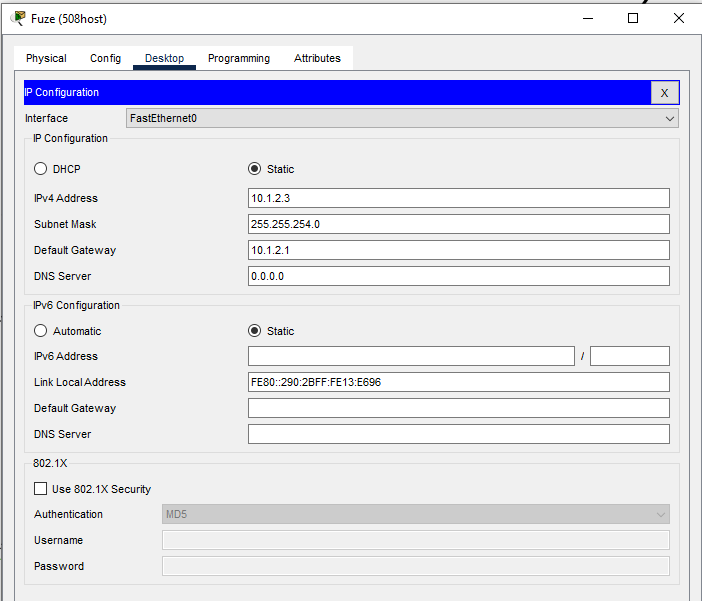 Fuze (508host)
Physical Config Desktop Programming Attributes
IP Configuration X
Interface FastEthernet0
IP Configuration
DHCP Static
IPv4 Address 10.1.2.3
Subnet Mask 255.255.254.0
Default Gateway 10.1.2.1
DNS Server 0.0.0.0
IPv6 Configuration
Automatic Static
IPv6 Address /
Link Local Address FE80::290:2BFF:FE13:E696
Default Gateway
DNS Server
802.1X
Use 802.1X Security
Authentication MD5
Username
Password